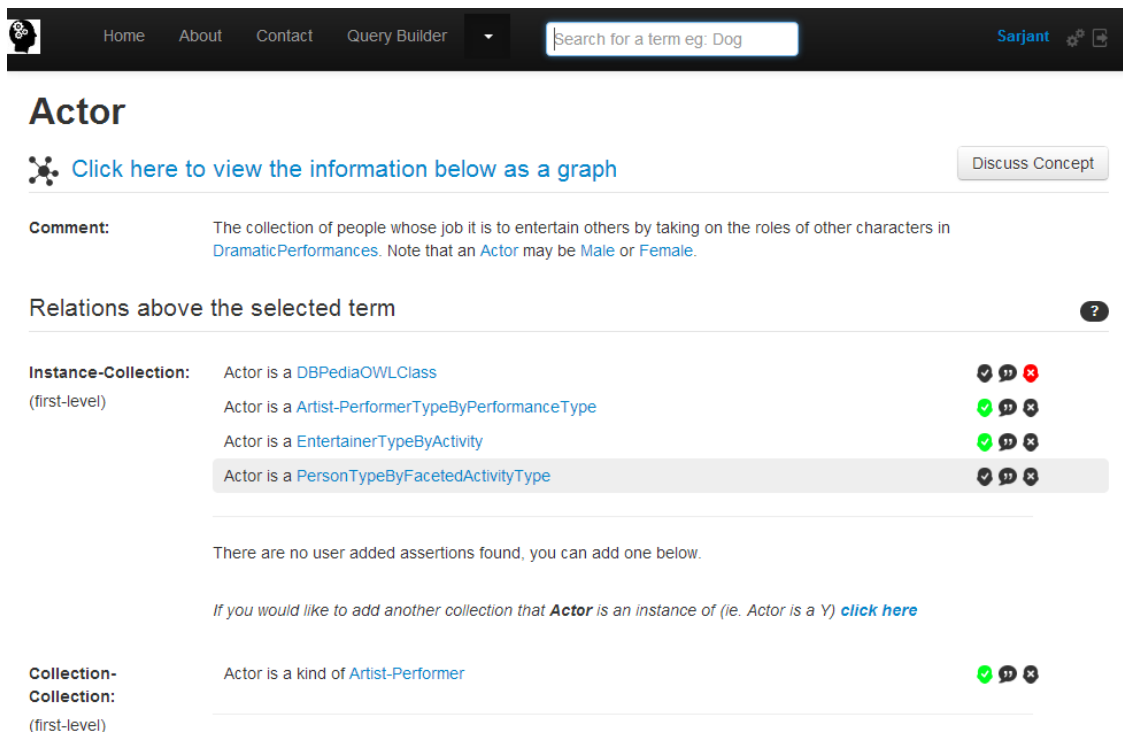 Home About Contact Query Builder Search for a term eg: Dog Sarjant
Actor
Click here to view the information below as a graph Discuss Concept
Comment: The collection of people whose job it is to entertain others by taking on the roles of other characters in
DramaticPerformances. Note that an Actor may be Male or Female.
Relations above the selected term ?
Instance-Collection: Actor is a DBPediaOWLClass
(first-level) Actor is a Artist-PerformerTypeByPerformanceType
Actor is a EntertainerTypeByActivity
Actor is a PersonTypeByFacetedActivityType
There are no user added assertions found, you can add one below.
If you would like to add another collection that Actor is an instance of (ie. Actor is a Y) click here
Collection- Actor is a kind of Artist-Performer
Collection:
(first-level)